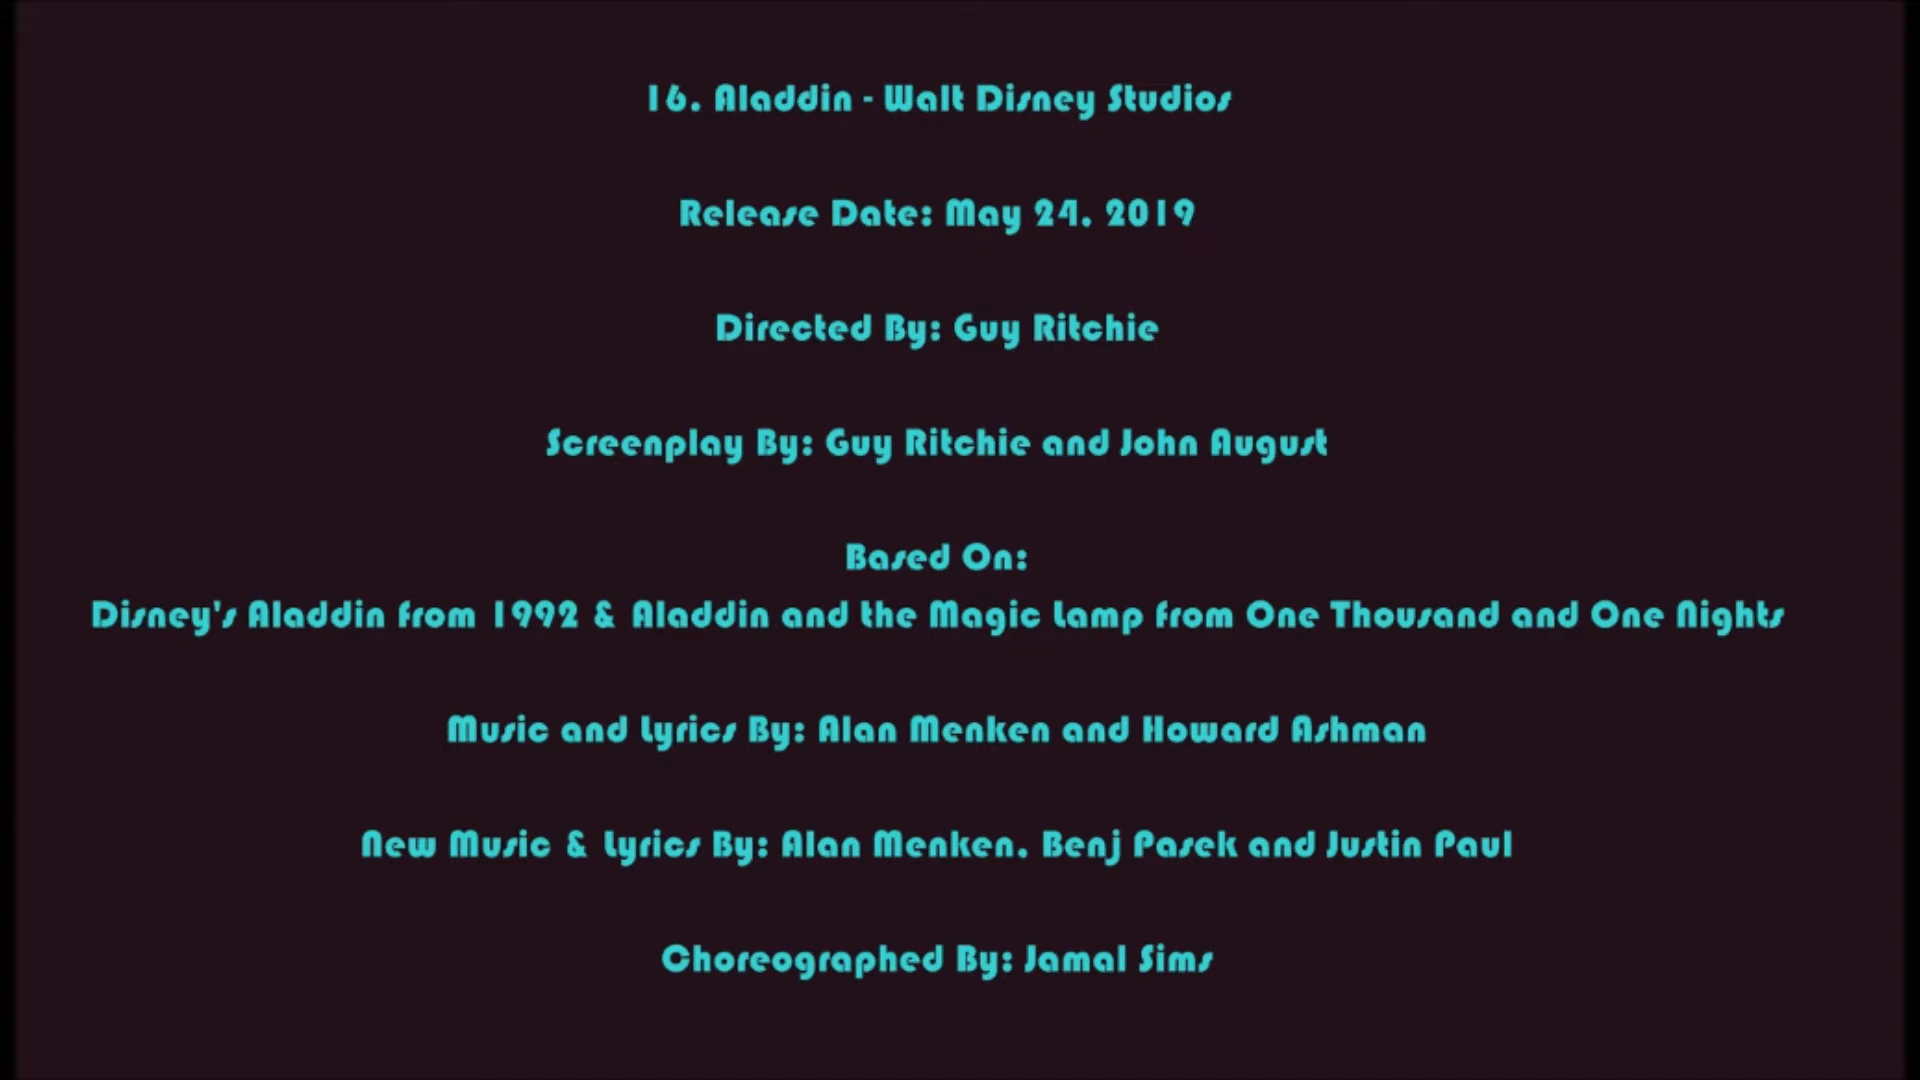 16. Aladdin - Walt Disney Studios
Release Date: May 24, 2019
Directed By: Guy Ritchie
Screenplay By: Guy Ritchie and John August
Based On:
Disney's Aladdin from 1992 & Aladdin and the Magic Lamp from One Thousand and One Nights
Music and Lyrics By: Alan Menken and Howard Ashman
New Music & Lyrics By: Alan Menken, Benj Pasek and Justin Paul
Choreographed By: Jamal Sims